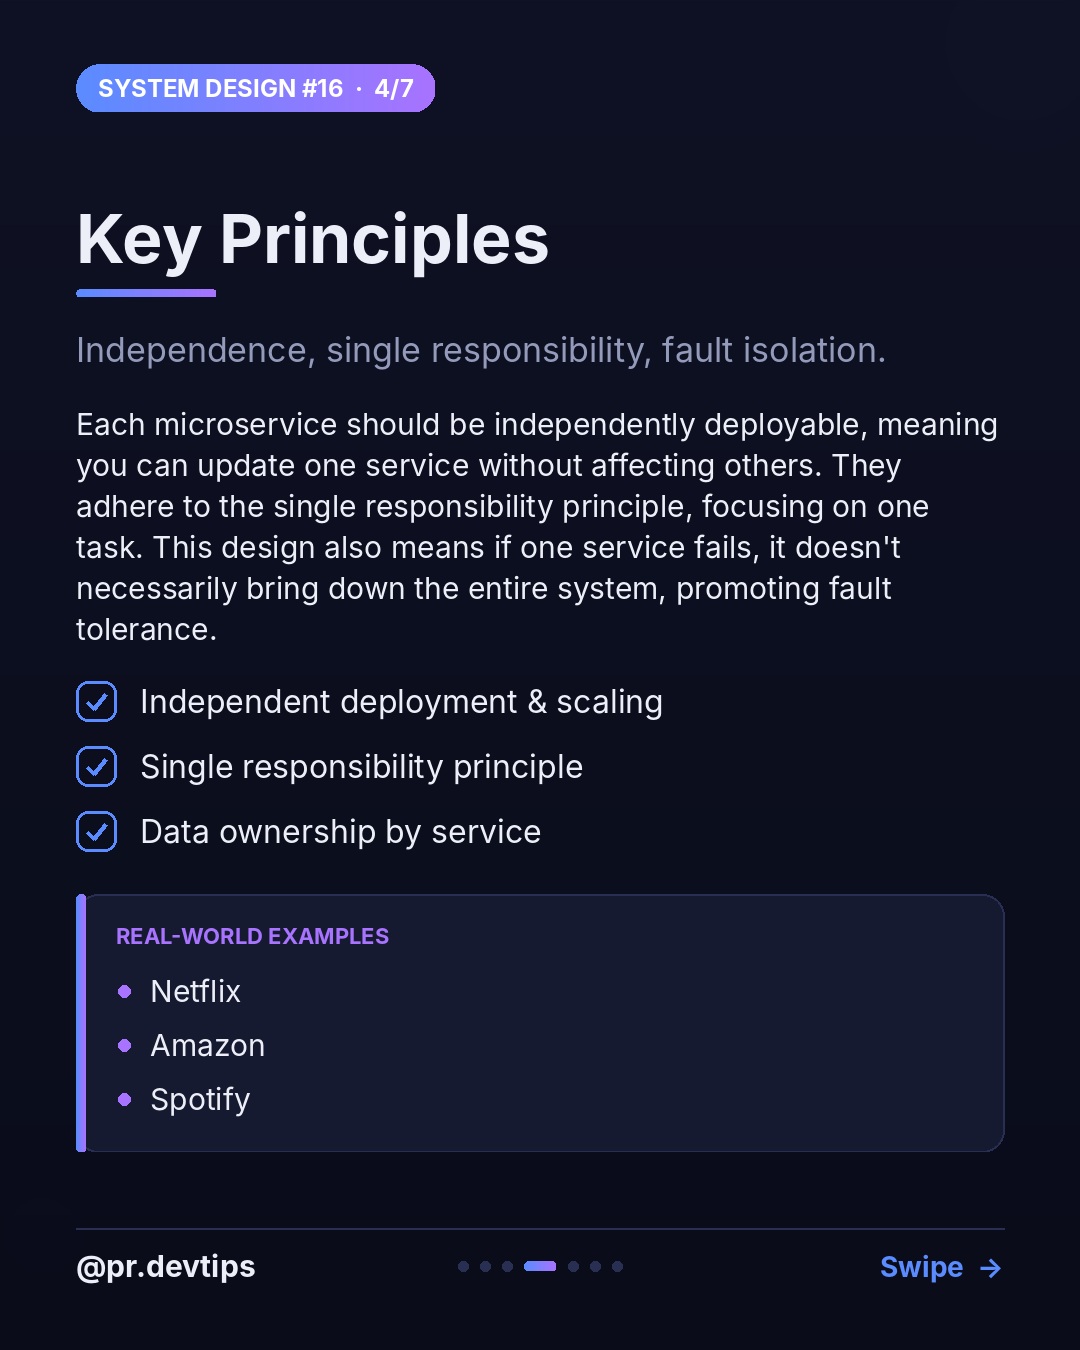 SYSTEM DESIGN #16 · 4/7
Key Principles
Independence, single responsibility, fault isolation.
Each microservice should be independently deployable, meaning
you can update one service without affecting others. They
adhere to the single responsibility principle, focusing on one
task. This design also means if one service fails, it doesn't
necessarily bring down the entire system, promoting fault
tolerance.
Independent deployment & scaling
Single responsibility principle
Data ownership by service
REAL-WORLD EXAMPLES
Netflix
Amazon
Spotify
@pr.devtips
Swipe →